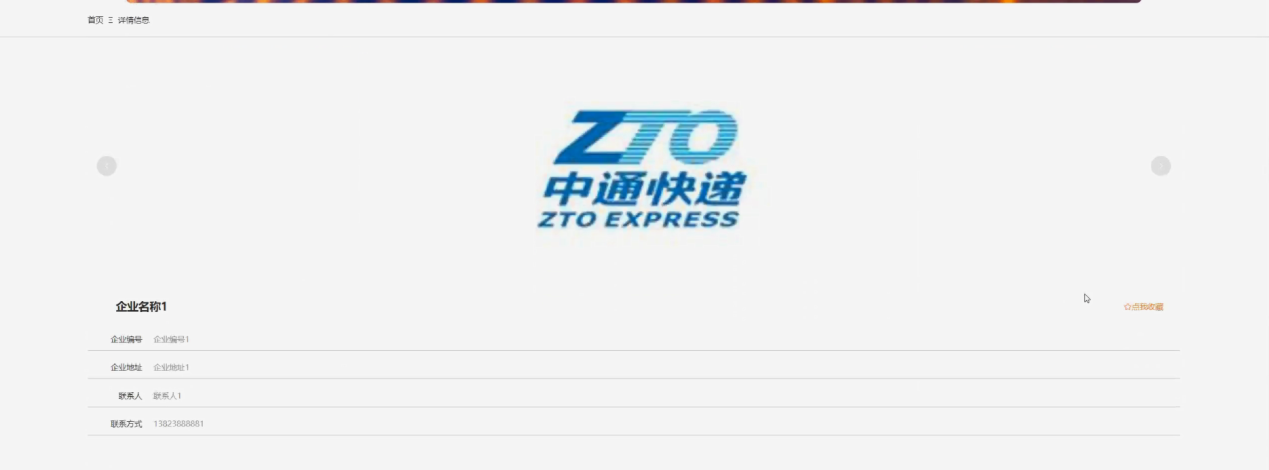 首页 Ξ 详情信息
ZTO
中通快递
ZTO EXPRESS
企业名称1
☆点我收藏
企业编号 企业编号1
企业地址 企业地址1
联系人 联系人1
联系方式 13823888881